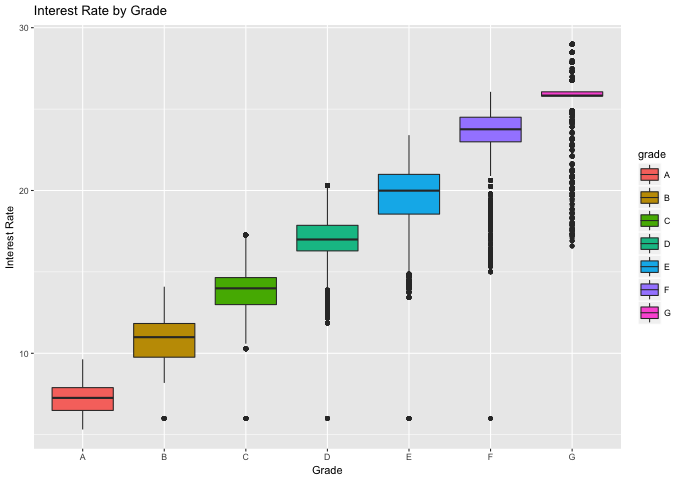 Interest Rate by Grade
30
20
10
Interest Rate
A B C D E F G
Grade
grade
A
B
C
D
E
F
G